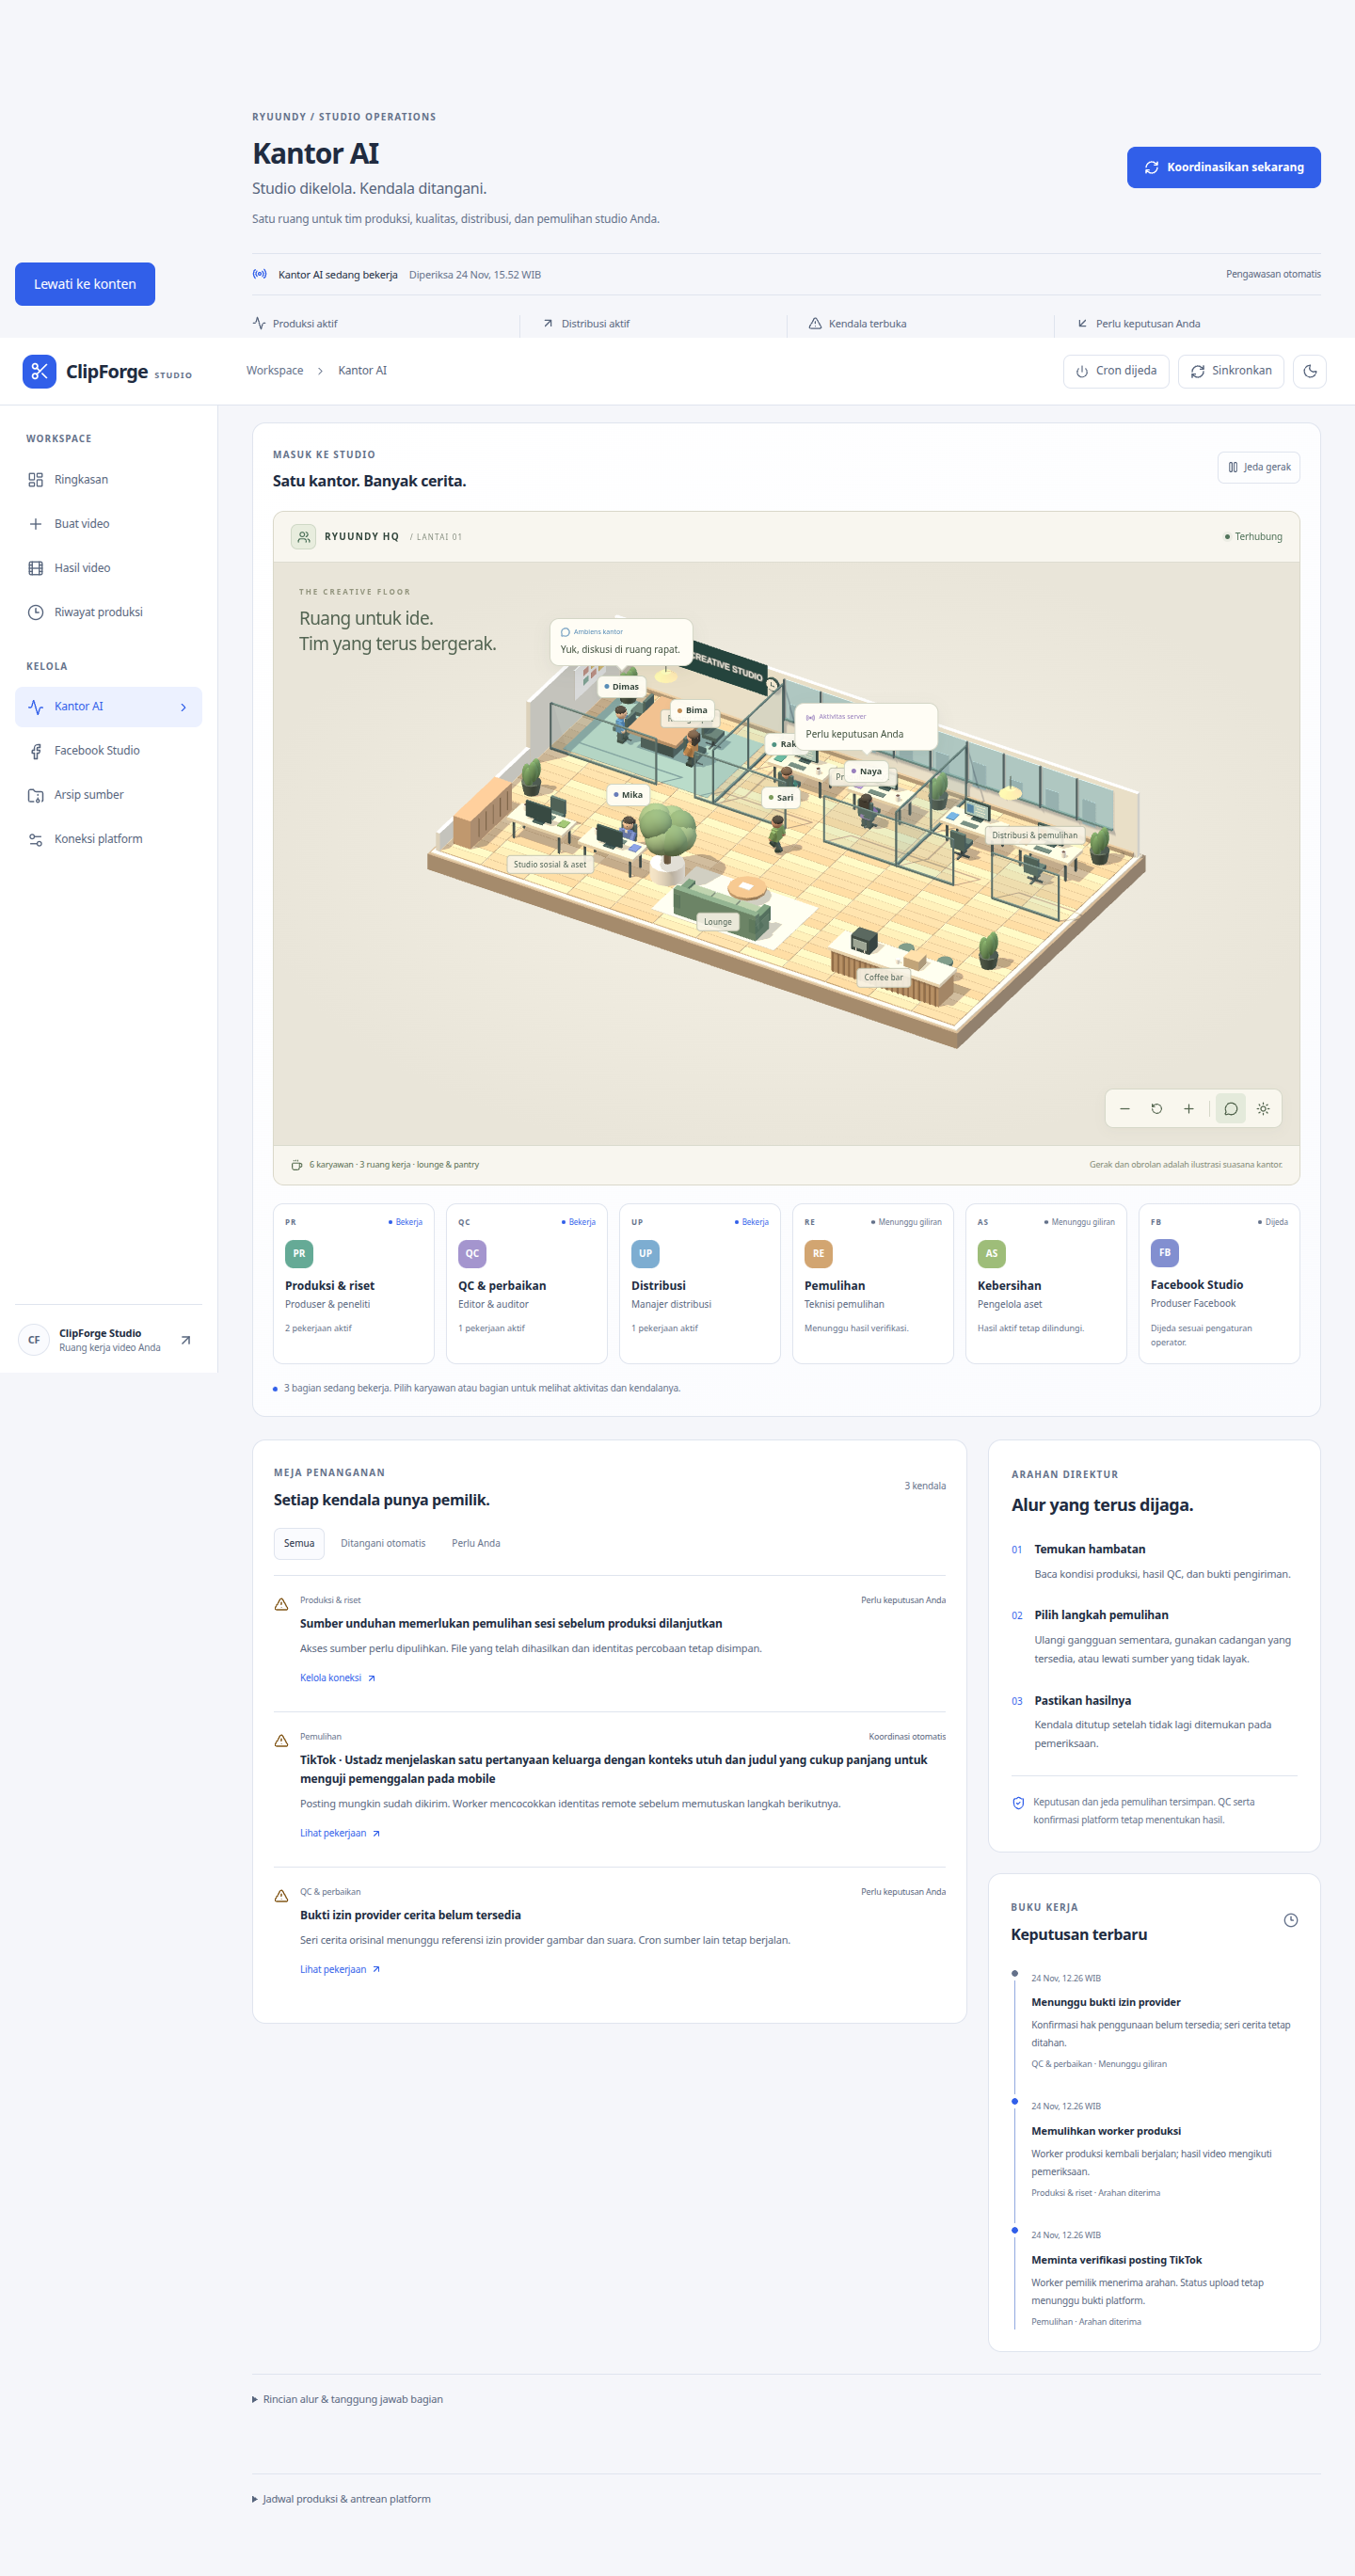 RYUUNDY / STUDIO OPERATIONS
Kantor AI
Studio dikelola. Kendala ditangani.
Satu ruang untuk tim produksi, kualitas, distribusi, dan pemulihan studio Anda.
Koordinasikan sekarang
Lewati ke konten
Kantor AI sedang bekerja Diperiksa 24 Nov, 15.52 WIB
Pengawasan otomatis
Produksi aktif
Distribusi aktif
Kendala terbuka
Perlu keputusan Anda
ClipForge STUDIO
Workspace > Kantor AI
Cron dijeda
Sinkronkan
WORKSPACE
Ringkasan
Buat video
Hasil video
Riwayat produksi
KELOLA
Kantor AI
Facebook Studio
Arsip sumber
Koneksi platform
CF
ClipForge Studio
Ruang kerja video Anda
MASUK KE STUDIO
Satu kantor. Banyak cerita.
Jeda gerak
RYUUNDY HQ / LANTAI 01
Terhubung
THE CREATIVE FLOOR
Ruang untuk ide.
Tim yang terus bergerak.
Ambiens kantor
Yuk, diskusi di ruang rapat.
CREATIVE STUDIO
Dimas
Bima
Aktivitas server
Perlu keputusan Anda
Naya
Mika
Sari
Distribusi & pemulihan
Studio sosial & aset
Lounge
Coffee bar
6 karyawan · 3 ruang kerja · lounge & pantry
Gerak dan obrolan adalah ilustrasi suasana kantor.
PR
Bekerja
PR
Produksi & riset
Produser & peneliti
2 pekerjaan aktif
QC
Bekerja
QC
QC & perbaikan
Editor & auditor
1 pekerjaan aktif
UP
Bekerja
UP
Distribusi
Manajer distribusi
1 pekerjaan aktif
RE
Menunggu giliran
RE
Pemulihan
Teknisi pemulihan
Menunggu hasil verifikasi.
AS
Menunggu giliran
AS
Kebersihan
Pengelola aset
Hasil aktif tetap dilindungi.
FB
Dijeda
FB
Facebook Studio
Produser Facebook
Dijeda sesuai pengaturan
operator.
3 bagian sedang bekerja. Pilih karyawan atau bagian untuk melihat aktivitas dan kendalanya.
MEJA PENANGANAN
Setiap kendala punya pemilik.
3 kendala
Semua
Ditangani otomatis
Perlu Anda
Produksi & riset
Perlu keputusan Anda
Sumber unduhan memerlukan pemulihan sesi sebelum produksi dilanjutkan
Akses sumber perlu dipulihkan. File yang telah dihasilkan dan identitas percobaan tetap disimpan.
Kelola koneksi
Pemulihan
Koordinasi otomatis
TikTok · Ustadz menjelaskan satu pertanyaan keluarga dengan konteks utuh dan judul yang cukup panjang untuk
menguji pemenggalan pada mobile
Posting mungkin sudah dikirim. Worker mencocokkan identitas remote sebelum memutuskan langkah berikutnya.
Lihat pekerjaan
QC & perbaikan
Perlu keputusan Anda
Bukti izin provider cerita belum tersedia
Seri cerita orisinal menunggu referensi izin provider gambar dan suara. Cron sumber lain tetap berjalan.
Lihat pekerjaan
ARAHAN DIREKTUR
Alur yang terus dijaga.
01 Temukan hambatan
Baca kondisi produksi, hasil QC, dan bukti pengiriman.
02 Pilih langkah pemulihan
Ulangi gangguan sementara, gunakan cadangan yang
tersedia, atau lewati sumber yang tidak layak.
03 Pastikan hasilnya
Kendala ditutup setelah tidak lagi ditemukan pada
pemeriksaan.
Keputusan dan jeda pemulihan tersimpan. QC serta
konfirmasi platform tetap menentukan hasil.
BUKU KERJA
Keputusan terbaru
24 Nov, 12.26 WIB
Menunggu bukti izin provider
Konfirmasi hak penggunaan belum tersedia; seri cerita tetap
ditahan.
QC & perbaikan · Menunggu giliran
24 Nov, 12.26 WIB
Memulihkan worker produksi
Worker produksi kembali berjalan; hasil video mengikuti
pemeriksaan.
Produksi & riset · Arahan diterima
24 Nov, 12.26 WIB
Meminta verifikasi posting TikTok
Worker pemilik menerima arahan. Status upload tetap
menunggu bukti platform.
Pemulihan · Arahan diterima
Rincian alur & tanggung jawab bagian
Jadwal produksi & antrean platform